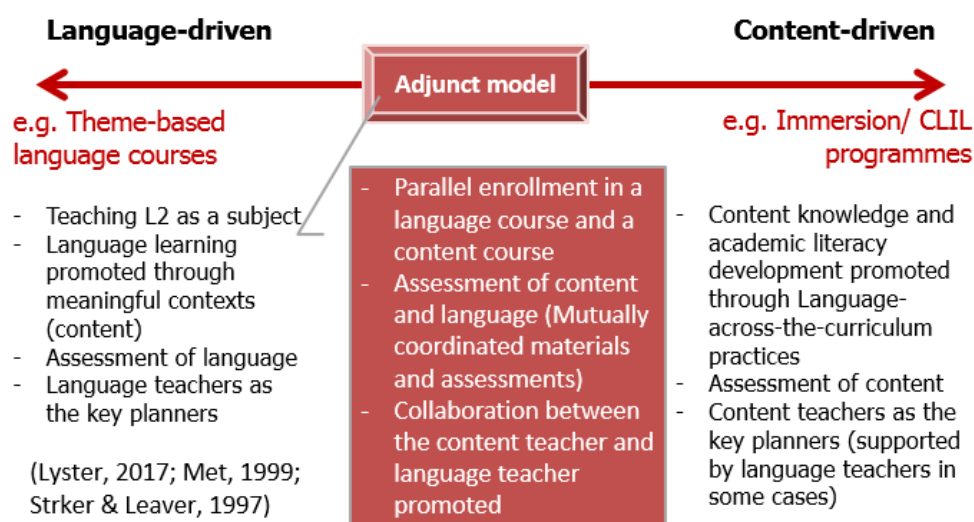 Language-driven
Content-driven
Adjunct model
e.g. Theme-based
language courses
e.g. Immersion/ CLIL
programmes
- Teaching L2 as a subject
- Language learning
promoted through
meaningful contexts
(content)
- Assessment of language
- Language teachers as
the key planners
(Lyster, 2017; Met, 1999;
Strker & Leaver, 1997)
- Parallel enrollment in a
language course and a
content course
- Assessment of content
and language (Mutually
coordinated materials
and assessments)
- Collaboration between
the content teacher and
language teacher
promoted
- Content knowledge and
academic literacy
development promoted
through Language-
across-the-curriculum
practices
- Assessment of content
- Content teachers as the
key planners (supported
by language teachers in
some cases)